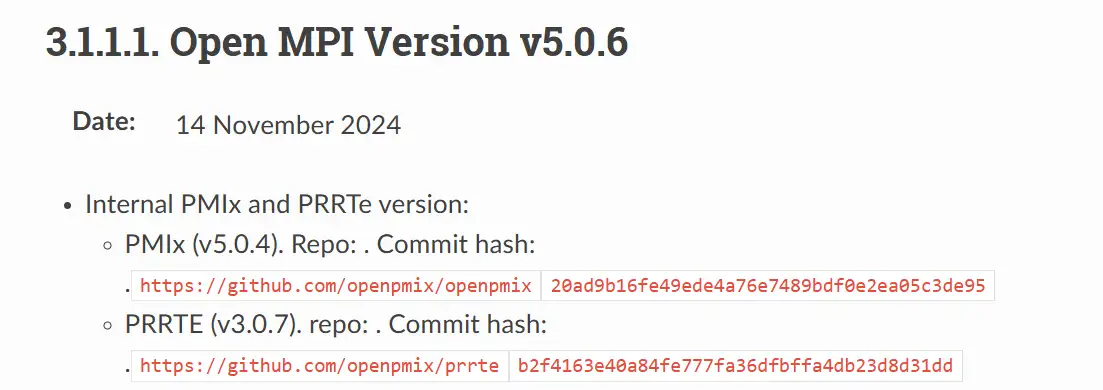 3.1.1.1. Open MPI Version v5.0.6
Date: 14 November 2024
• Internal PMIx and PRRTe version:
◦ PMIx (v5.0.4). Repo: . Commit hash:
. https://github.com/openpmix/openpmix 20ad9b16fe49ede4a76e7489bdf0e2ea05c3de95
◦ PRRTE (v3.0.7). repo: . Commit hash:
. https://github.com/openpmix/prrte b2f4163e40a84fe777fa36dfbffa4db23d8d31dd